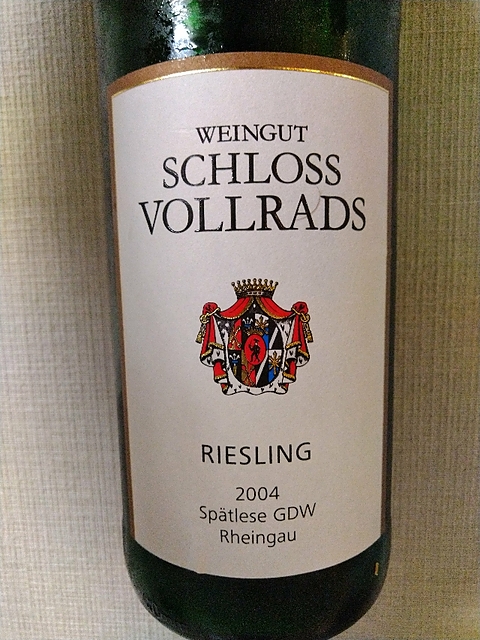 WEINGUT
SCHLOSS
VOLLRADS
RIESLING
2004
Spätlese GDW
Rheingau